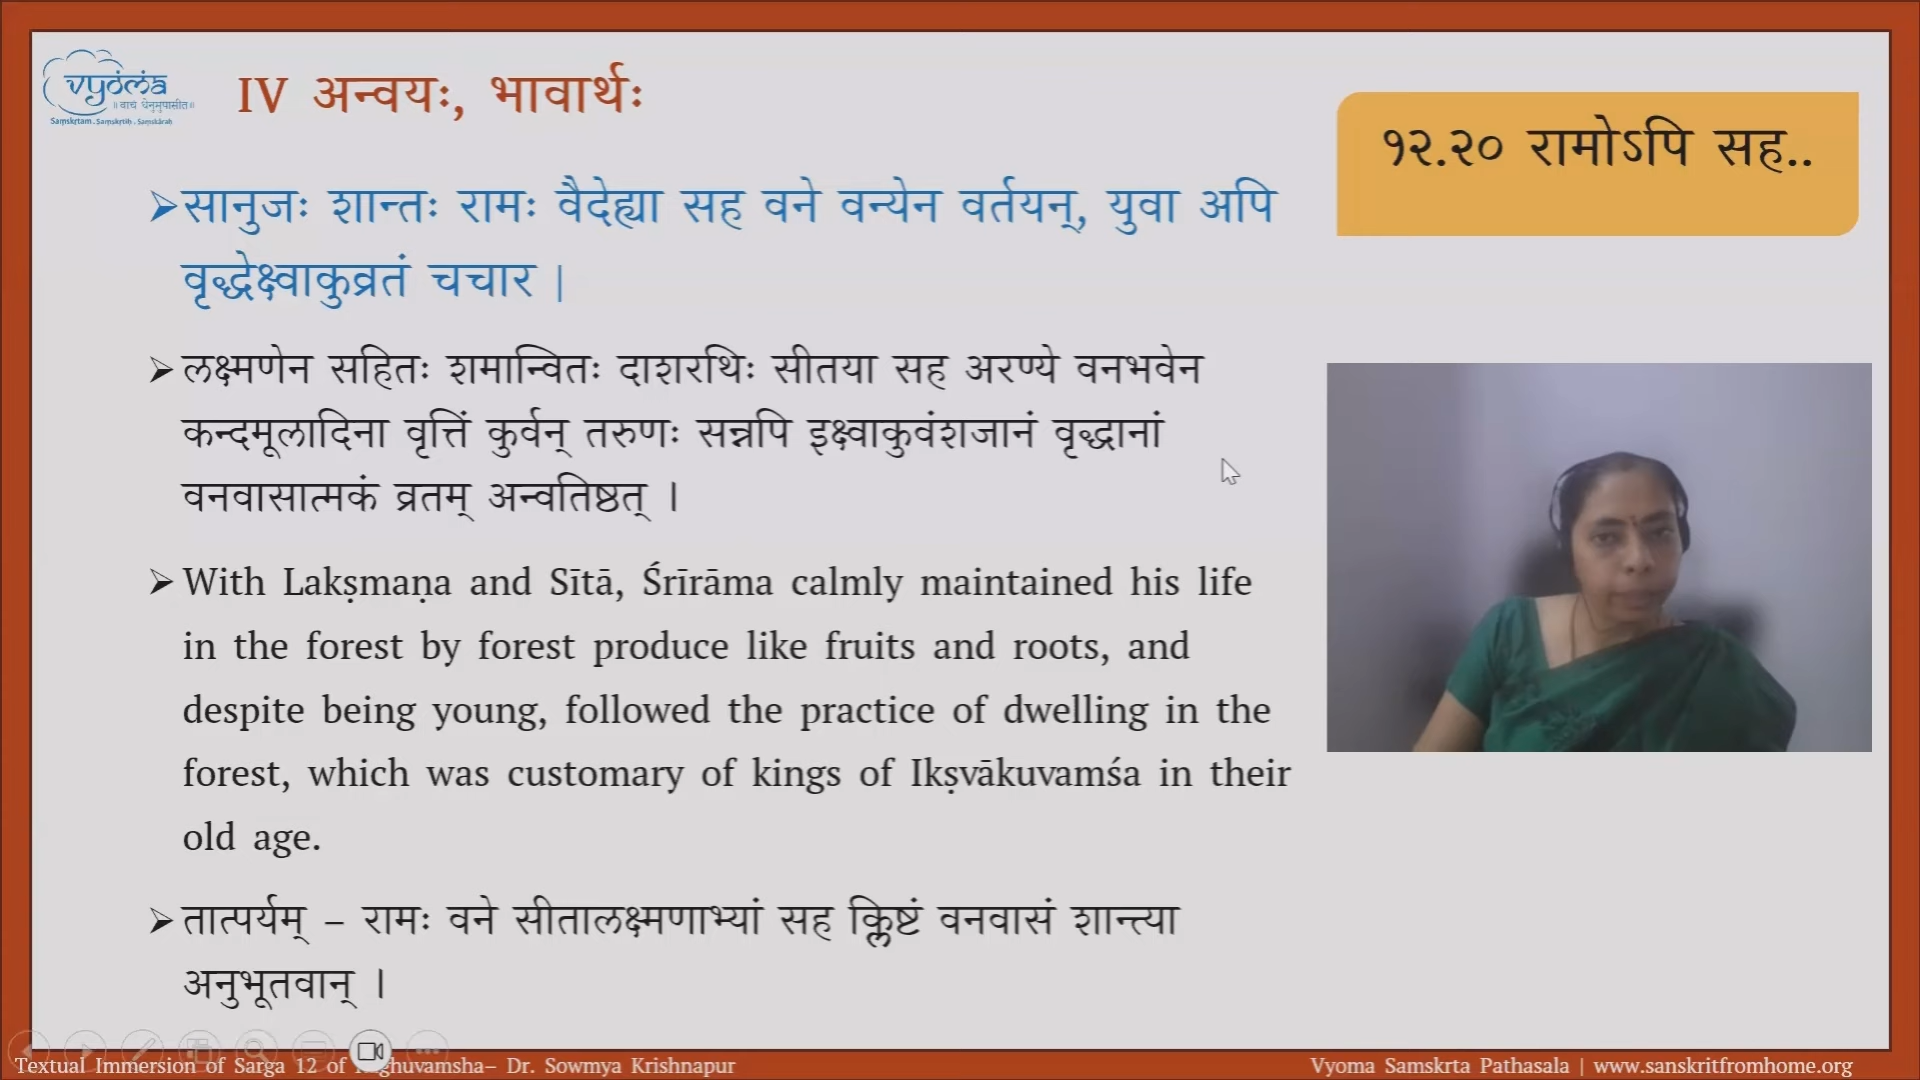 vyoma
॥ वाचं धेनुमुपासीत॥
Saṃskṛtam . Saṃskṛtiḥ . Saṃskāraḥ
IV अन्वयः, भावार्थः
१२.२० रामोऽपि सह..
➢सानुजः शान्तः रामः वैदेह्या सह वने वन्येन वर्तयन्, युवा अपि
वृद्धेक्ष्वाकुव्रतं चचार |
➢लक्ष्मणेन सहितः शमान्वितः दाशरथिः सीतया सह अरण्ये वनभवेन
कन्दमूलादिना वृत्तिं कुर्वन् तरुणः सन्नपि इक्ष्वाकुवंशजानं वृद्धानां
वनवासात्मकं व्रतम् अन्वतिष्ठत् ।
➢With Lakṣmaṇa and Sītā, Śrīrāma calmly maintained his life
in the forest by forest produce like fruits and roots, and
despite being young, followed the practice of dwelling in the
forest, which was customary of kings of Ikṣvākuvamśa in their
old age.
➢तात्पर्यम् – रामः वने सीतालक्ष्मणाभ्यां सह क्लिष्टं वनवासं शान्त्या
अनुभूतवान् ।
Textual Immersion of Sarga 12 of Raghuvamsha– Dr. Sowmya Krishnapur
Vyoma Samskrta Pathasala | www.sanskritfromhome.org